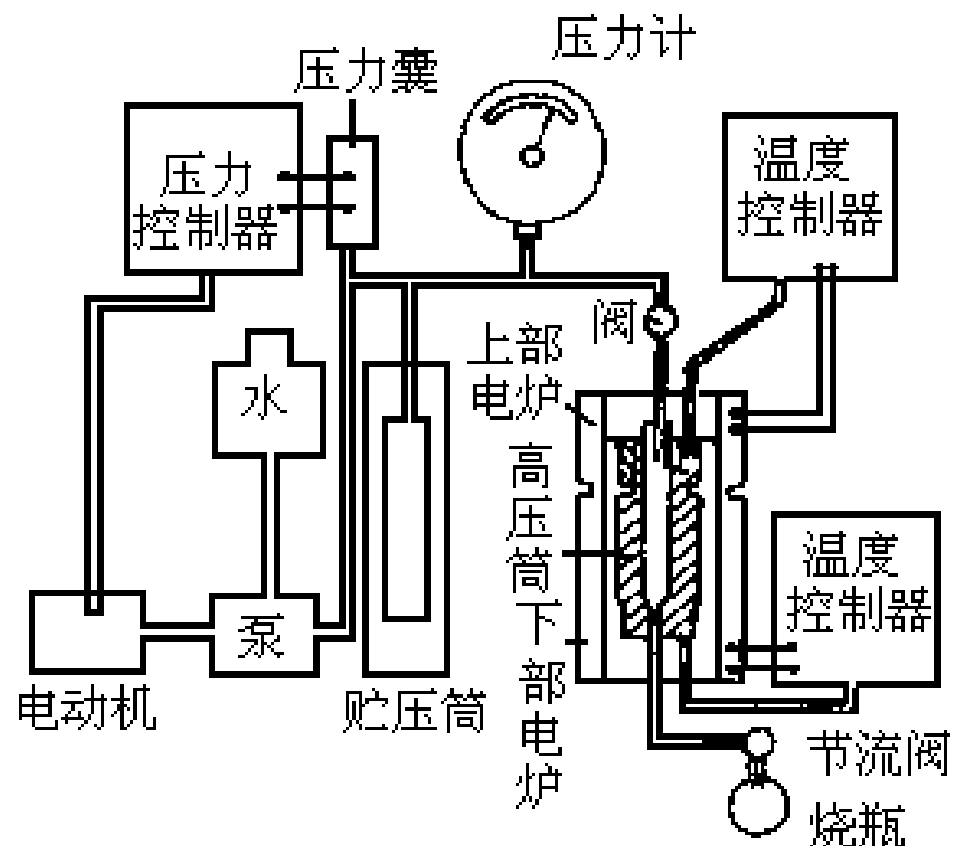 压力计
压力囊
压力
控制器
温度
控制器
阀
上部
电炉
水
高
压
筒
下
部
电
炉
温度
控制器
泵
电动机
贮压筒
节流阀
烧瓶